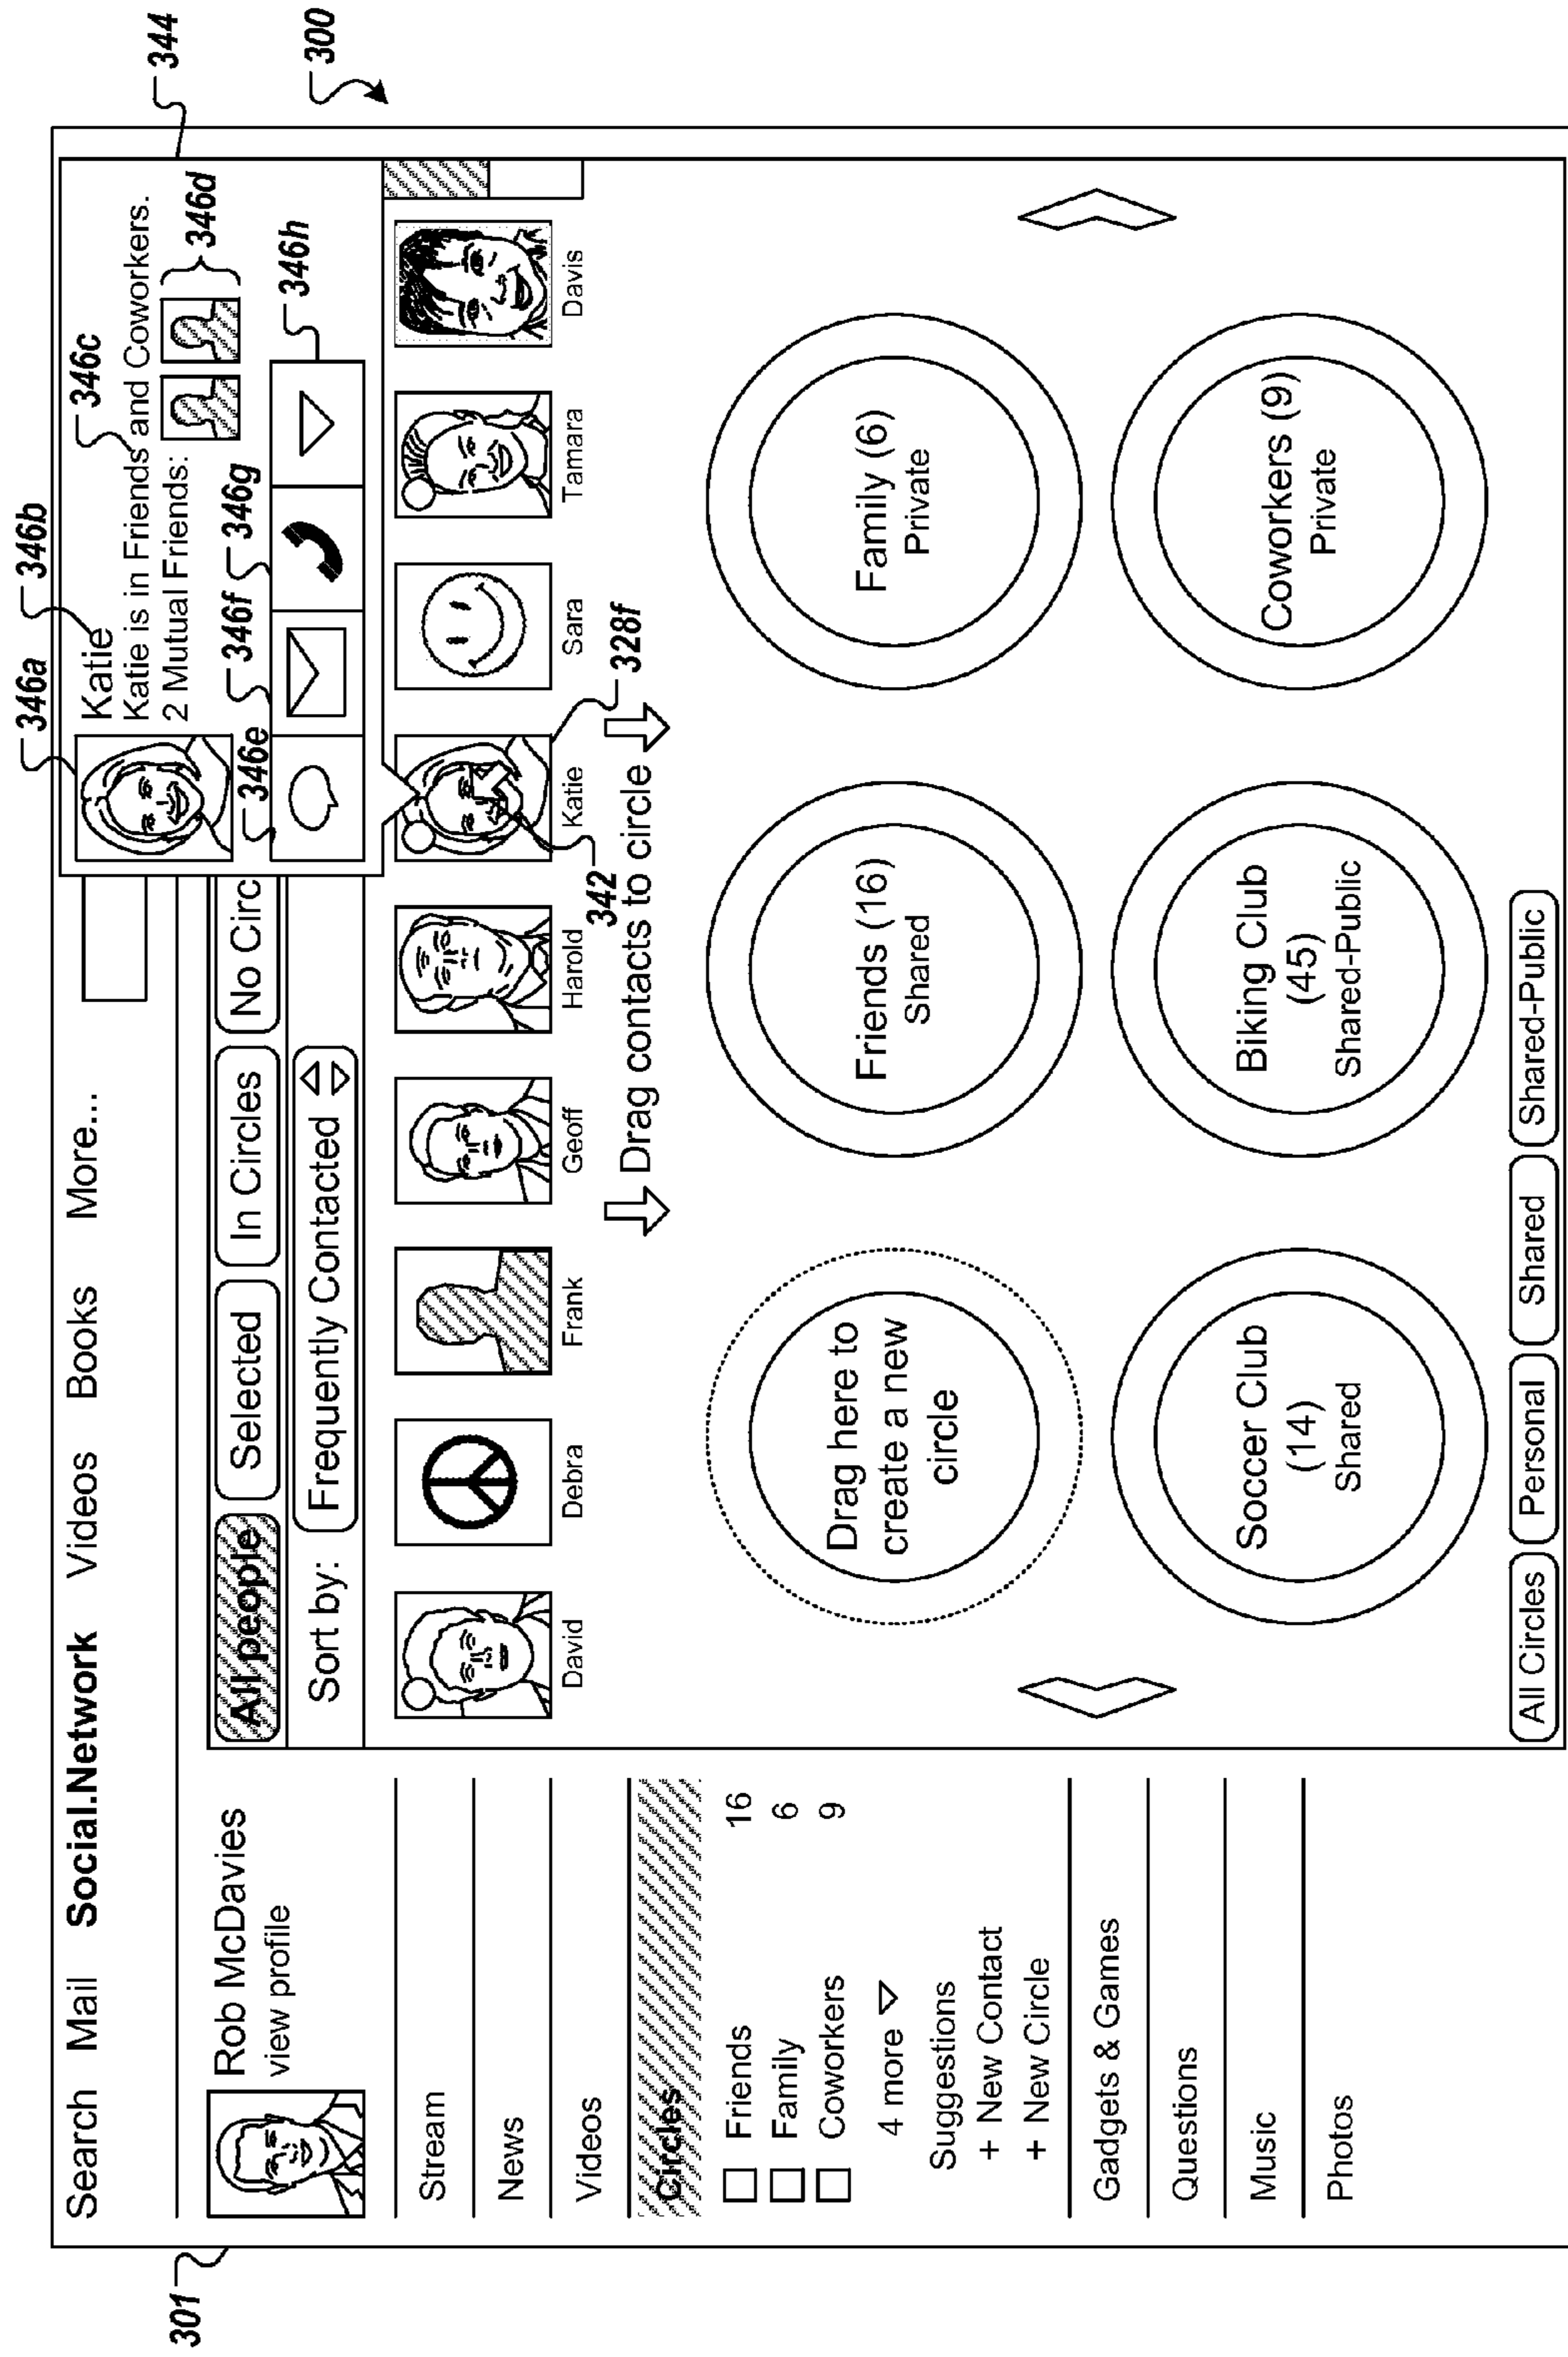 300
301
344
346a
346b
346c
346d
346e
346f
346g
346h
Search Mail Social.Network Videos Books More...
Katie
Katie is in Friends and Coworkers.
2 Mutual Friends:
Rob McDavies
view profile
All people Selected In Circles No Circ
Sort by: Frequently Contacted
David Debra Frank Geoff Harold Katie Sara Tamara Davis
342
328f
Drag contacts to circle
Stream
News
Videos
Circles
Friends 16
Family 6
Coworkers 9
4 more
Suggestions
+ New Contact
+ New Circle
Gadgets & Games
Questions
Music
Photos
Drag here to
create a new
circle
Friends (16)
Shared
Family (6)
Private
Soccer Club
(14)
Shared
Biking Club
(45)
Shared-Public
Coworkers (9)
Private
All Circles Personal Shared Shared-Public